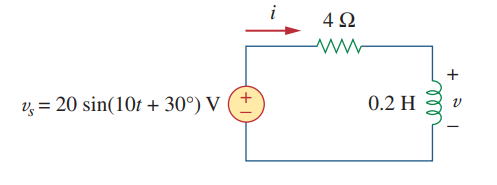 i
4 Ω
vs = 20 sin(10t + 30°) V
+
−
0.2 H
+
v
−